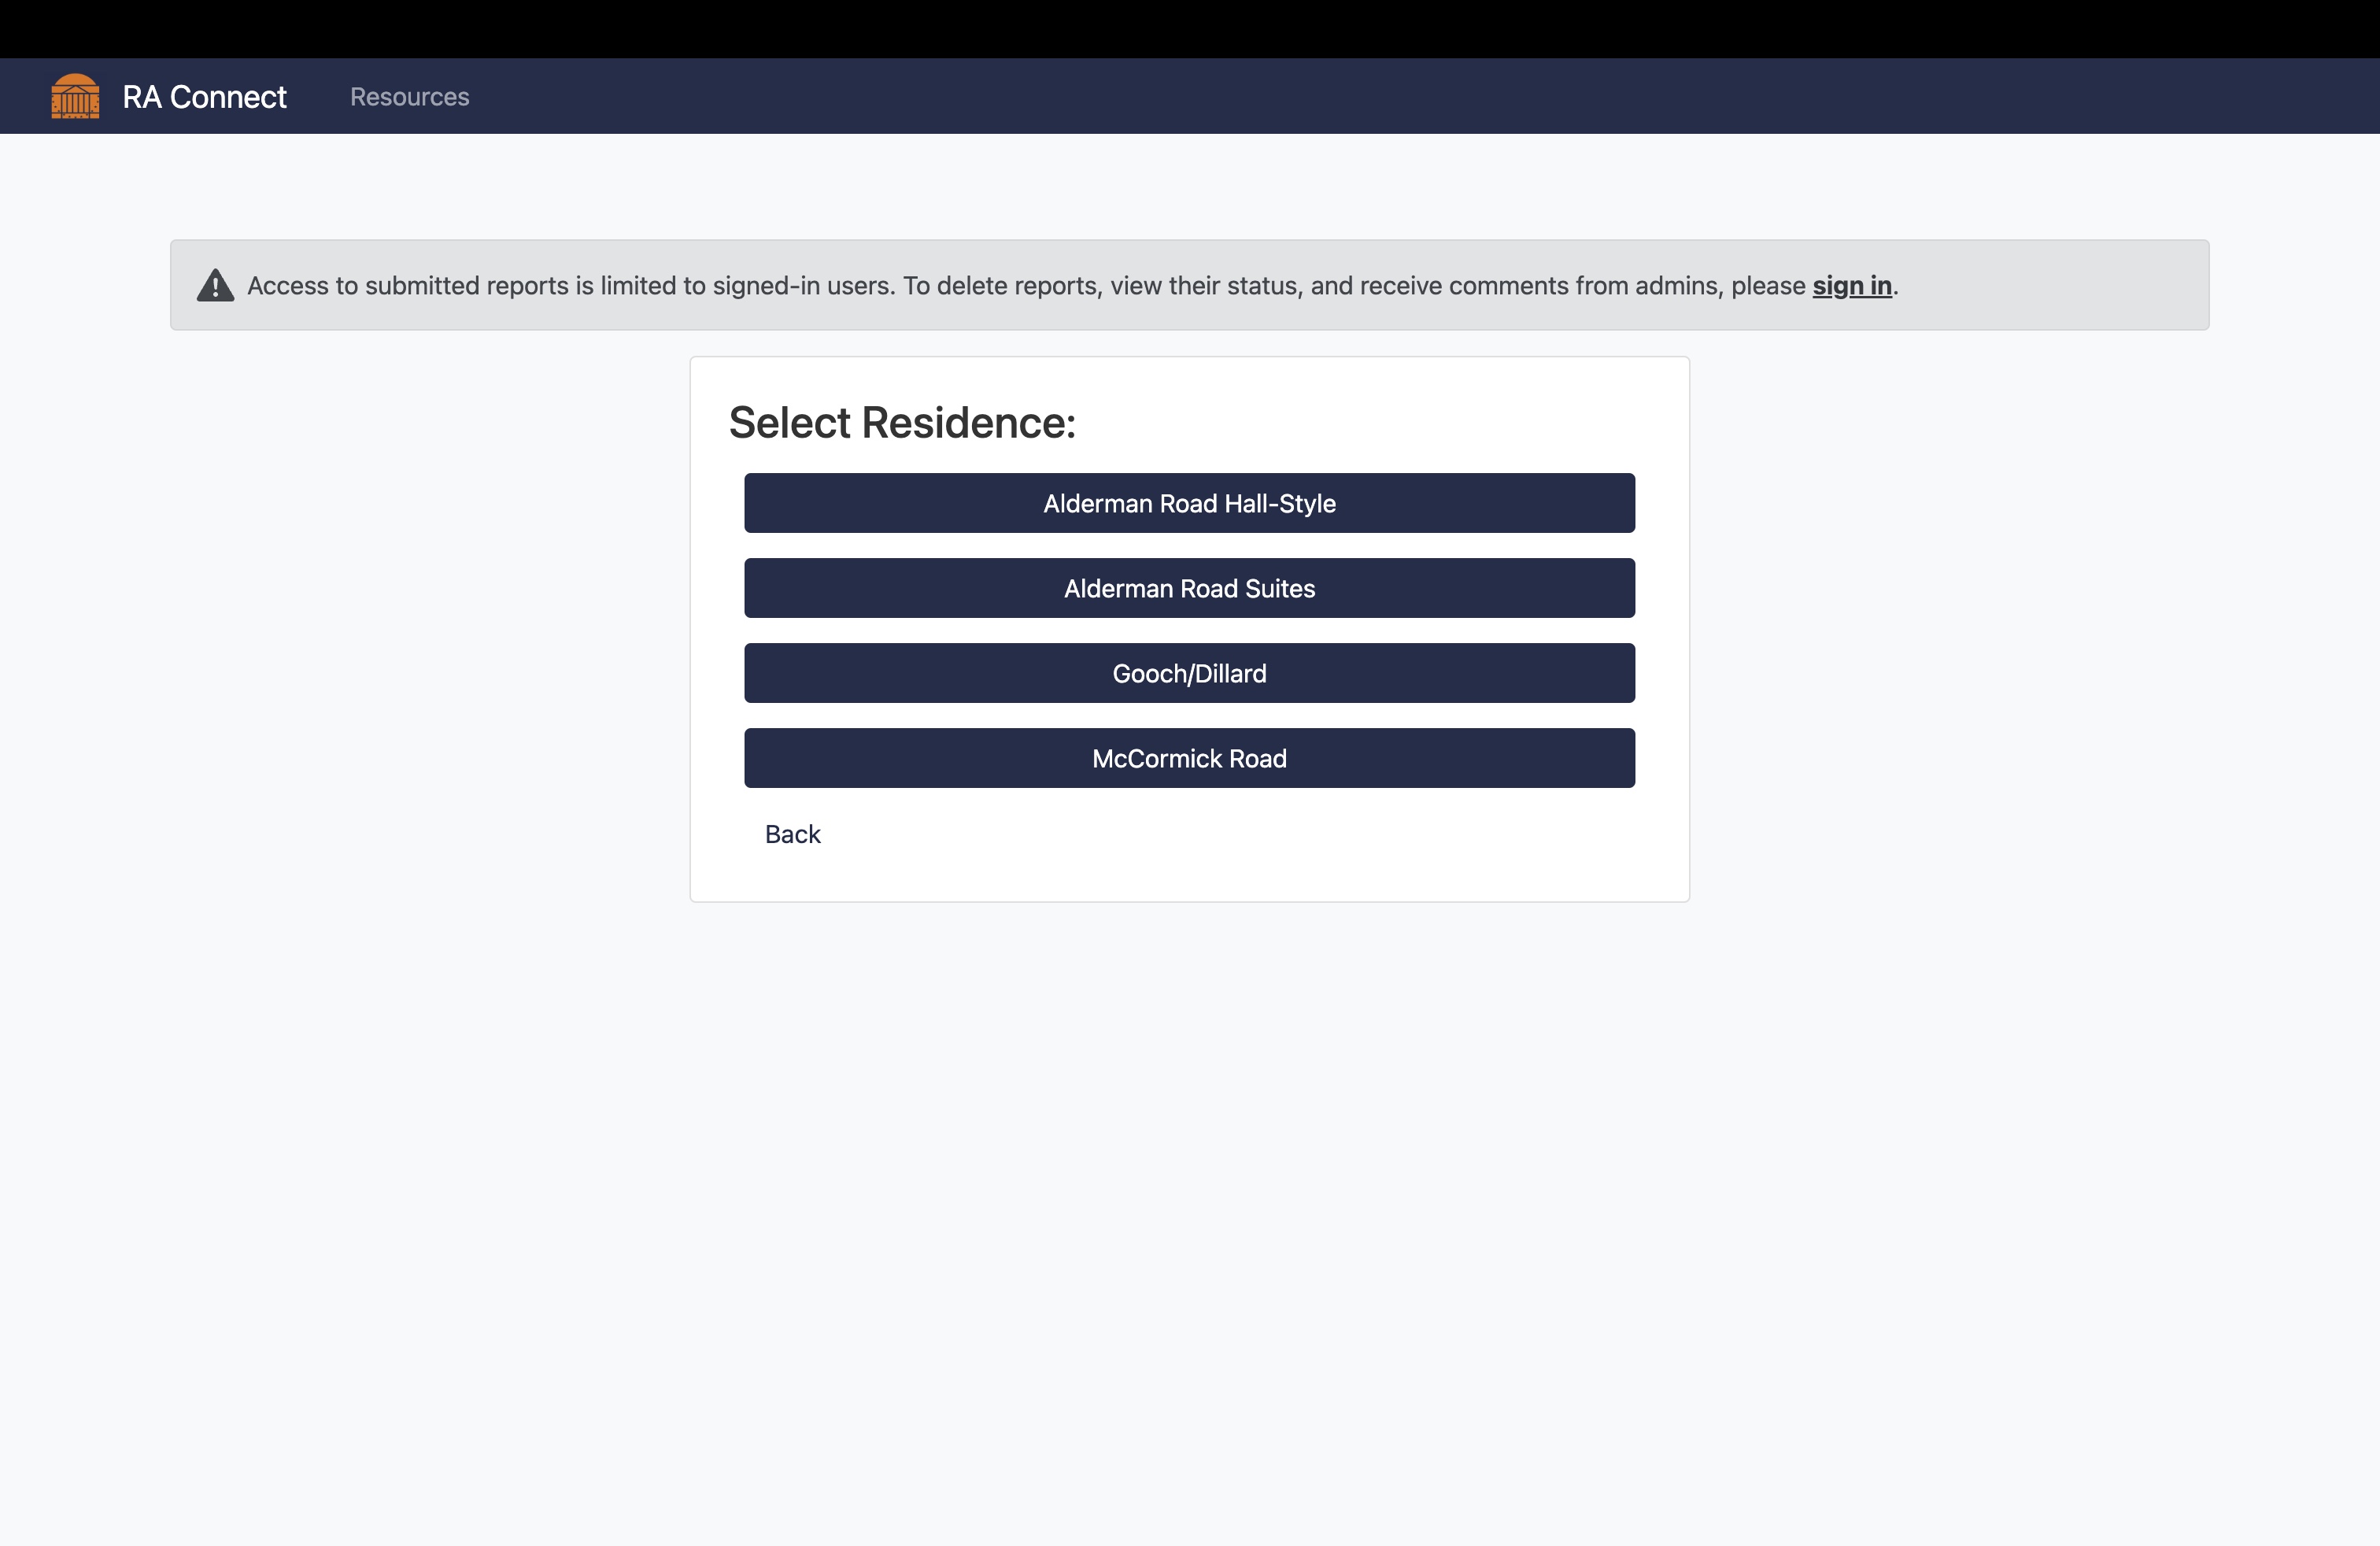 RA Connect
Resources
Access to submitted reports is limited to signed-in users. To delete reports, view their status, and receive comments from admins, please sign in.
Select Residence:
Alderman Road Hall-Style
Alderman Road Suites
Gooch/Dillard
McCormick Road
Back